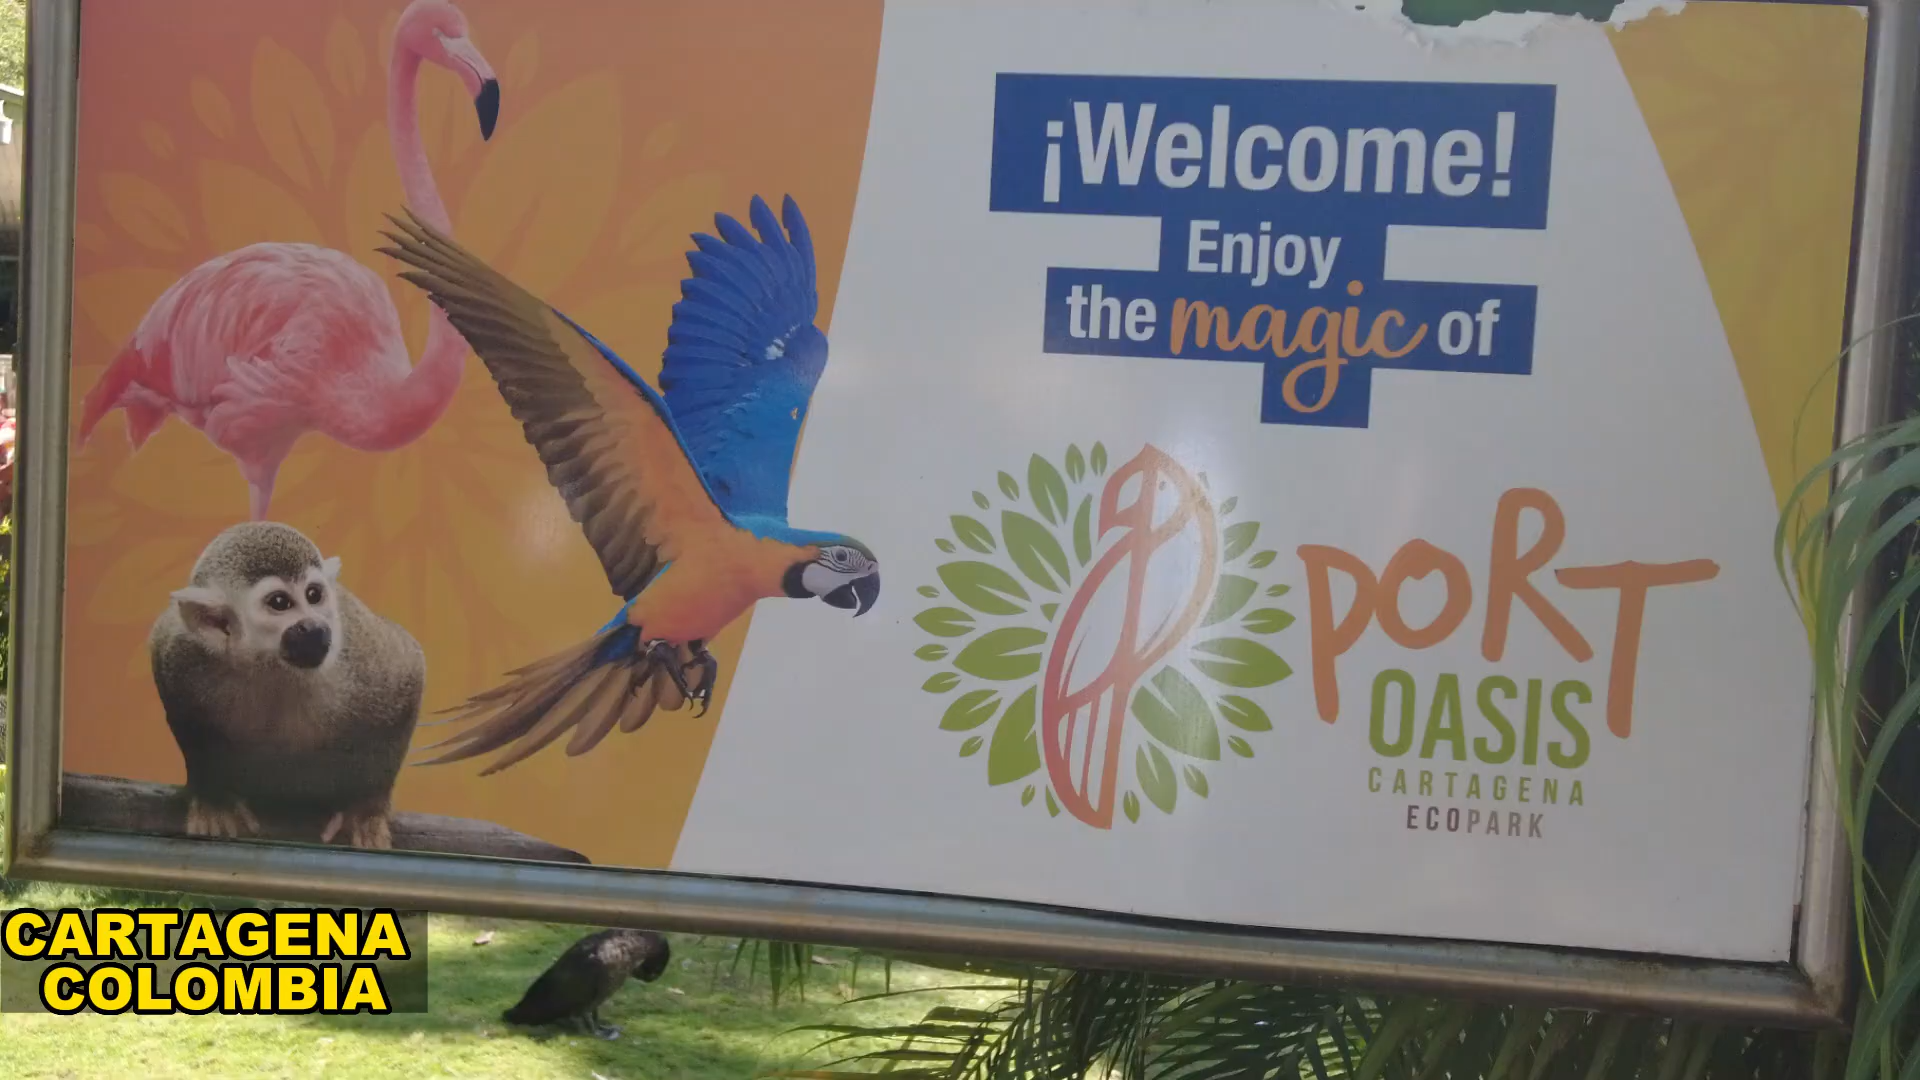 ¡Welcome!
Enjoy
the magic of
PORT
OASIS
CARTAGENA
ECOPARK
CARTAGENA
COLOMBIA